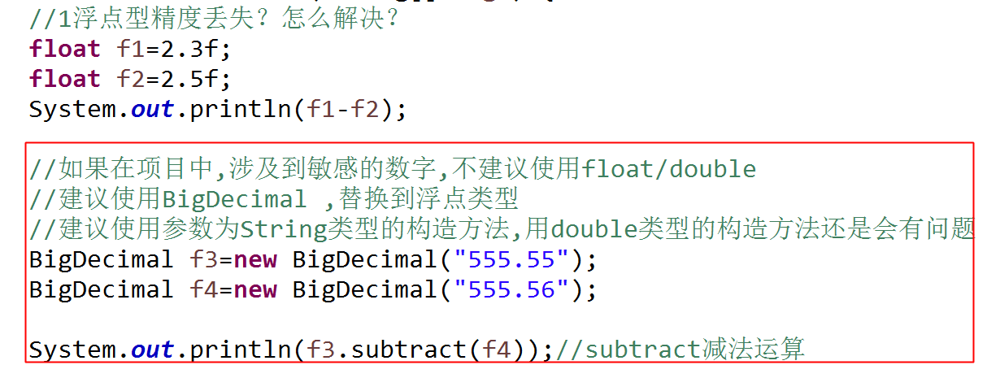 //1浮点型精度丢失？怎么解决？
float f1=2.3f;
float f2=2.5f;
System.out.println(f1-f2);
//如果在项目中,涉及到敏感的数字,不建议使用float/double
//建议使用BigDecimal ,替换到浮点类型
//建议使用参数为String类型的构造方法,用double类型的构造方法还是会有问题
BigDecimal f3=new BigDecimal("555.55");
BigDecimal f4=new BigDecimal("555.56");
System.out.println(f3.subtract(f4));//subtract减法运算